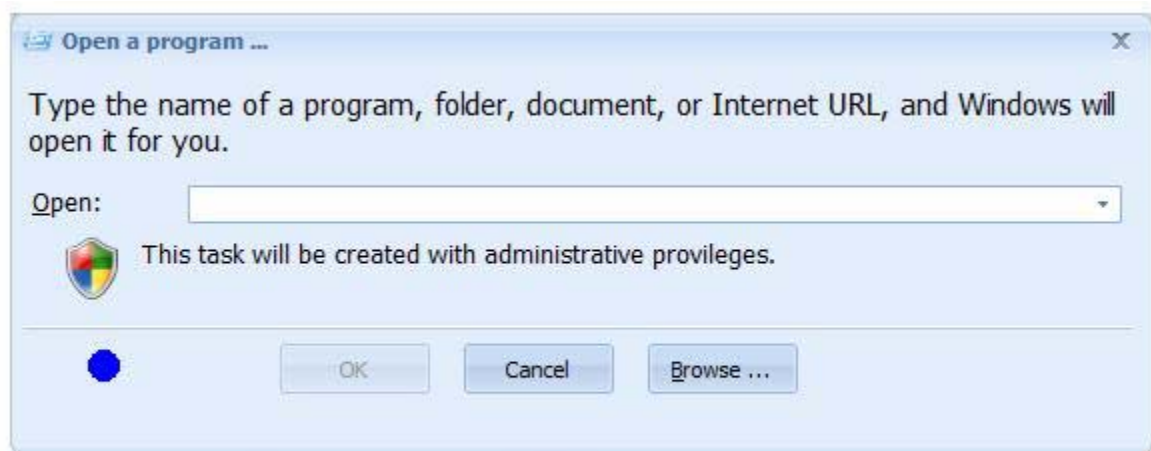 Open a program ...
Type the name of a program, folder, document, or Internet URL, and Windows will
open it for you.
Open:
This task will be created with administrative provileges.
OK
Cancel
Browse ...